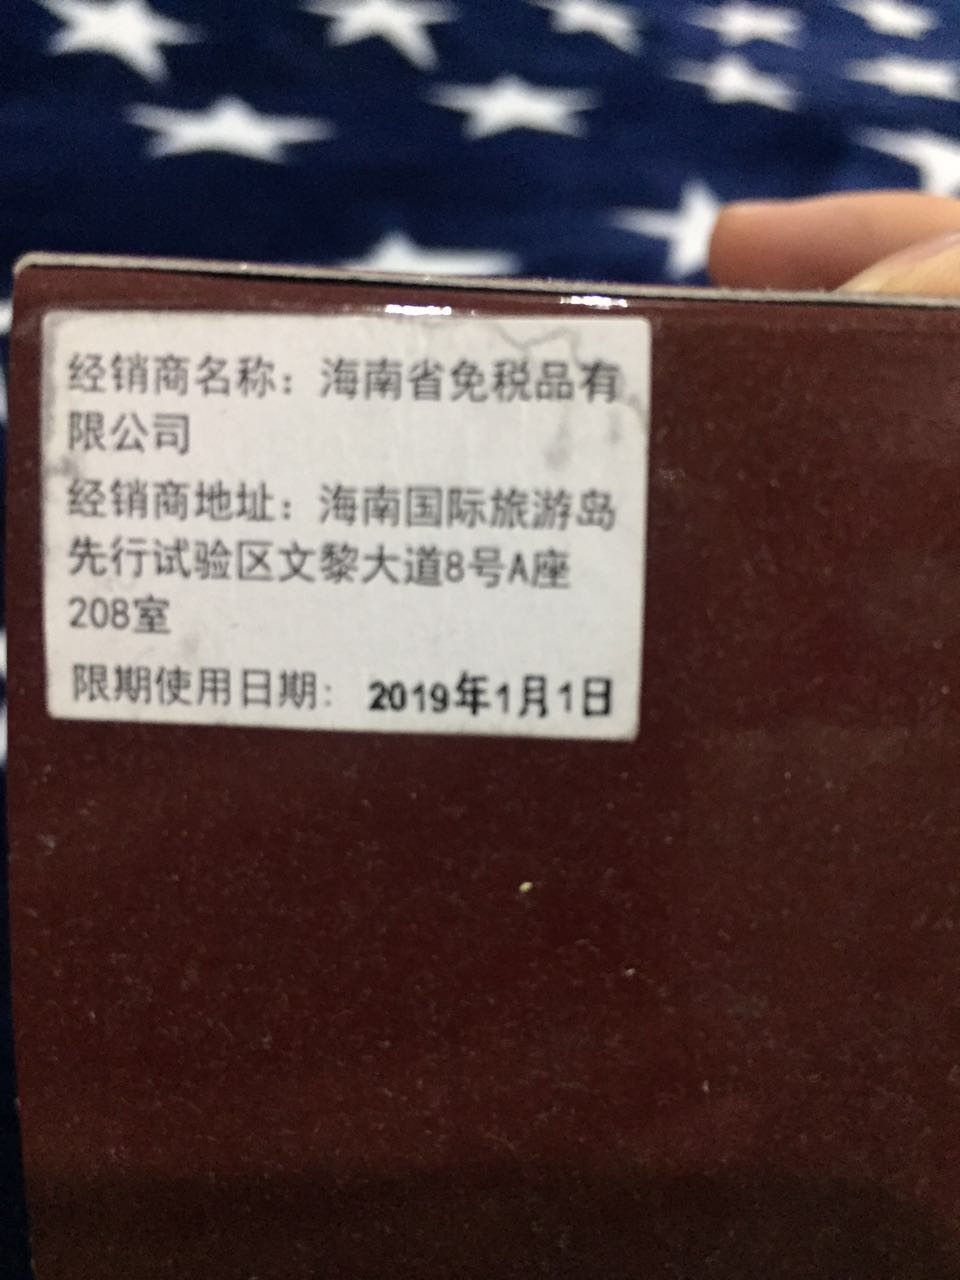 经销商名称：海南省免税品有
限公司
经销商地址：海南国际旅游岛
先行试验区文黎大道8号A座
208室
限期使用日期：2019年1月1日